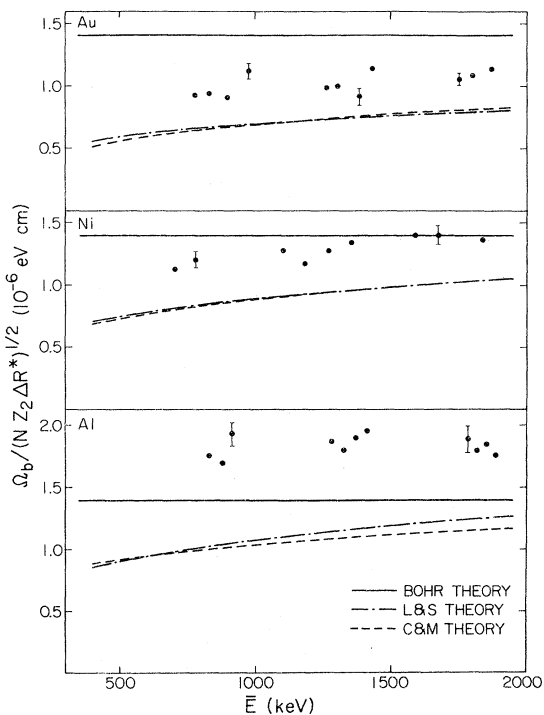 Au
1.5
1.0
0.5
Ni
1.5
1.0
0.5
Al
2.0
1.5
1.0
0.5
Ω_b/(N Z_2 ΔR*)^{1/2} (10^{-6} eV cm)
BOHR THEORY
L&S THEORY
C&M THEORY
500 1000 1500 2000
E̅ (keV)